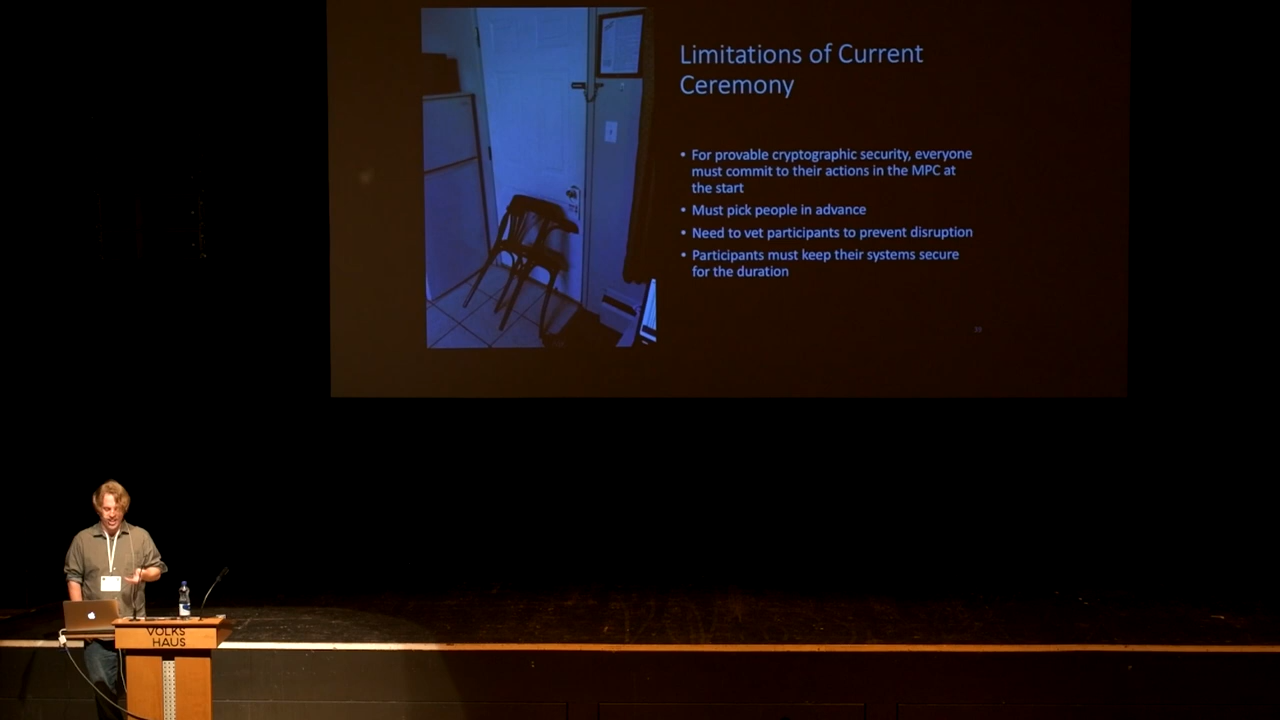 Limitations of Current
Ceremony
• For provable cryptographic security, everyone
must commit to their actions in the MPC at
the start
• Must pick people in advance
• Need to vet participants to prevent disruption
• Participants must keep their systems secure
for the duration
VOLKS
HAUS